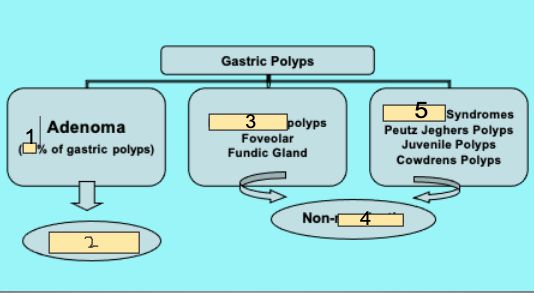 Gastric Polyps
1
Adenoma
( % of gastric polyps)
2
3 polyps
Foveolar
Fundic Gland
5 Syndromes
Peutz Jeghers Polyps
Juvenile Polyps
Cowdrens Polyps
Non- 4